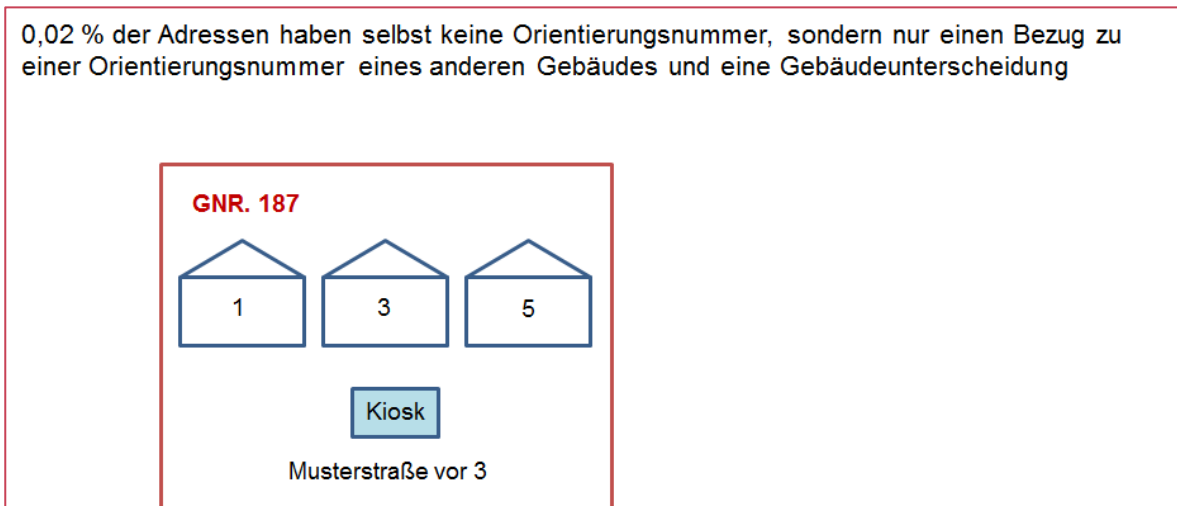 0,02 % der Adressen haben selbst keine Orientierungsnummer, sondern nur einen Bezug zu
einer Orientierungsnummer eines anderen Gebäudes und eine Gebäudeunterscheidung
GNR. 187
1 3 5
Kiosk
Musterstraße vor 3